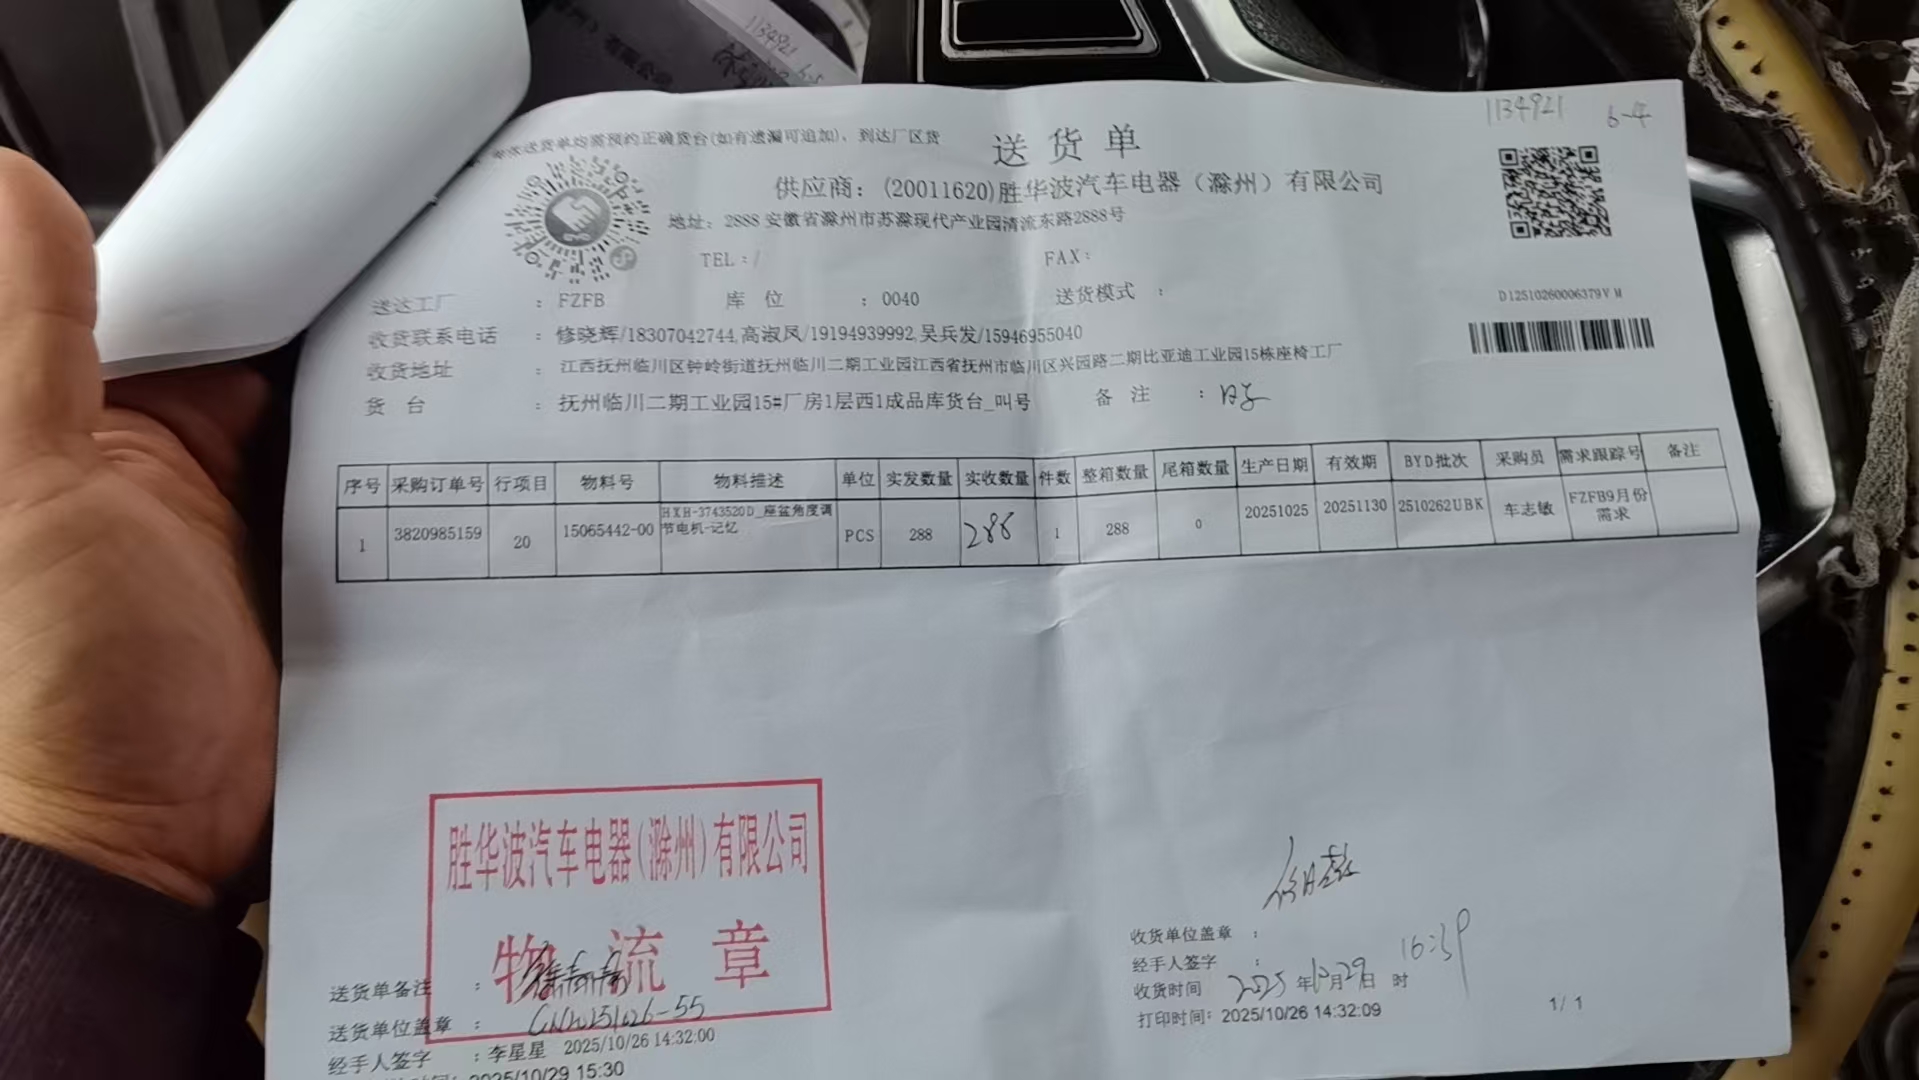 1134921 6-5
有限公司
1134921 6-4
送货单均需预约正确货台(如有遗漏可追加)，到达厂区货
送货单
供应商：(20011620)胜华波汽车电器（滁州）有限公司
地址：2888 安徽省滁州市苏滁现代产业园清流东路2888号
TEL：/ FAX：
D12510260006379VM
送达工厂 ：FZFB 库位 ：0040 送货模式 ：
收货联系电话 ：修晓辉/18307042744,高淑凤/19194939992,吴兵发/15946955040
收货地址 ：江西抚州临川区钟岭街道抚州临川二期工业园江西省抚州市临川区兴园路二期比亚迪工业园15栋座椅工厂
货台 ：抚州临川二期工业园15#厂房1层西1成品库货台_叫号 备注 ：
序号 采购订单号 行项目 物料号 物料描述 单位 实发数量 实收数量 件数 整箱数量 尾箱数量 生产日期 有效期 BYD批次 采购员 需求跟踪号 备注
1 3820985159 20 15065442-00 HXH-3743520D_座盆角度调节电机-记忆 PCS 288 288 1 288 0 20251025 20251130 2510262UBK 车志敏 FZFB9月份需求
胜华波汽车电器(滁州)有限公司
物流章
送货单备注 ：
送货单位盖章 ：CN20251026-55
经手人签字 ：李星星 2025/10/26 14:32:00
2025/10/29 15:30
收货单位盖章 ：
经手人签字 ：
收货时间 2025年10月29日 时 16:39
打印时间：2025/10/26 14:32:09
1/1